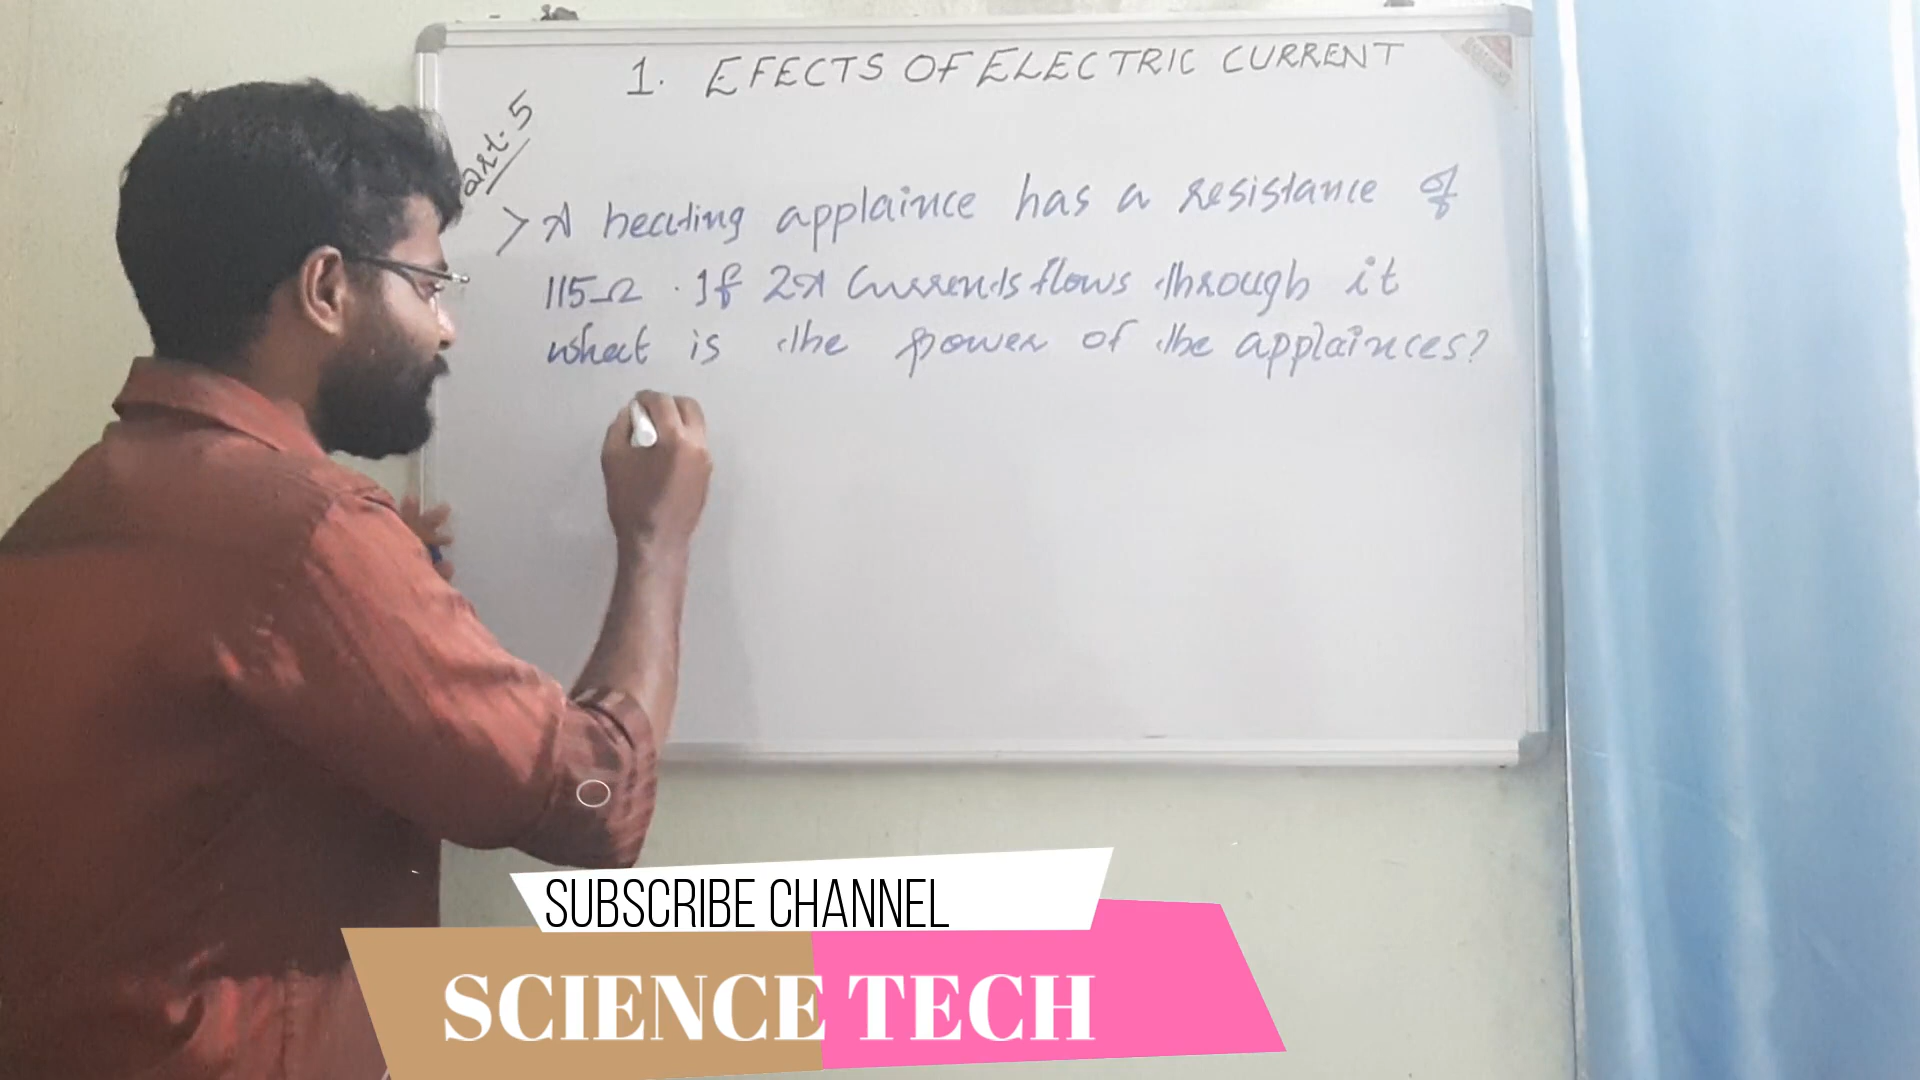 1. EFECTS OF ELECTRIC CURRENT
art. 5
> A heating applaince has a resistance of
115Ω. If 2A Currents flows through it
what is the power of the applainces?
SUBSCRIBE CHANNEL
SCIENCE TECH